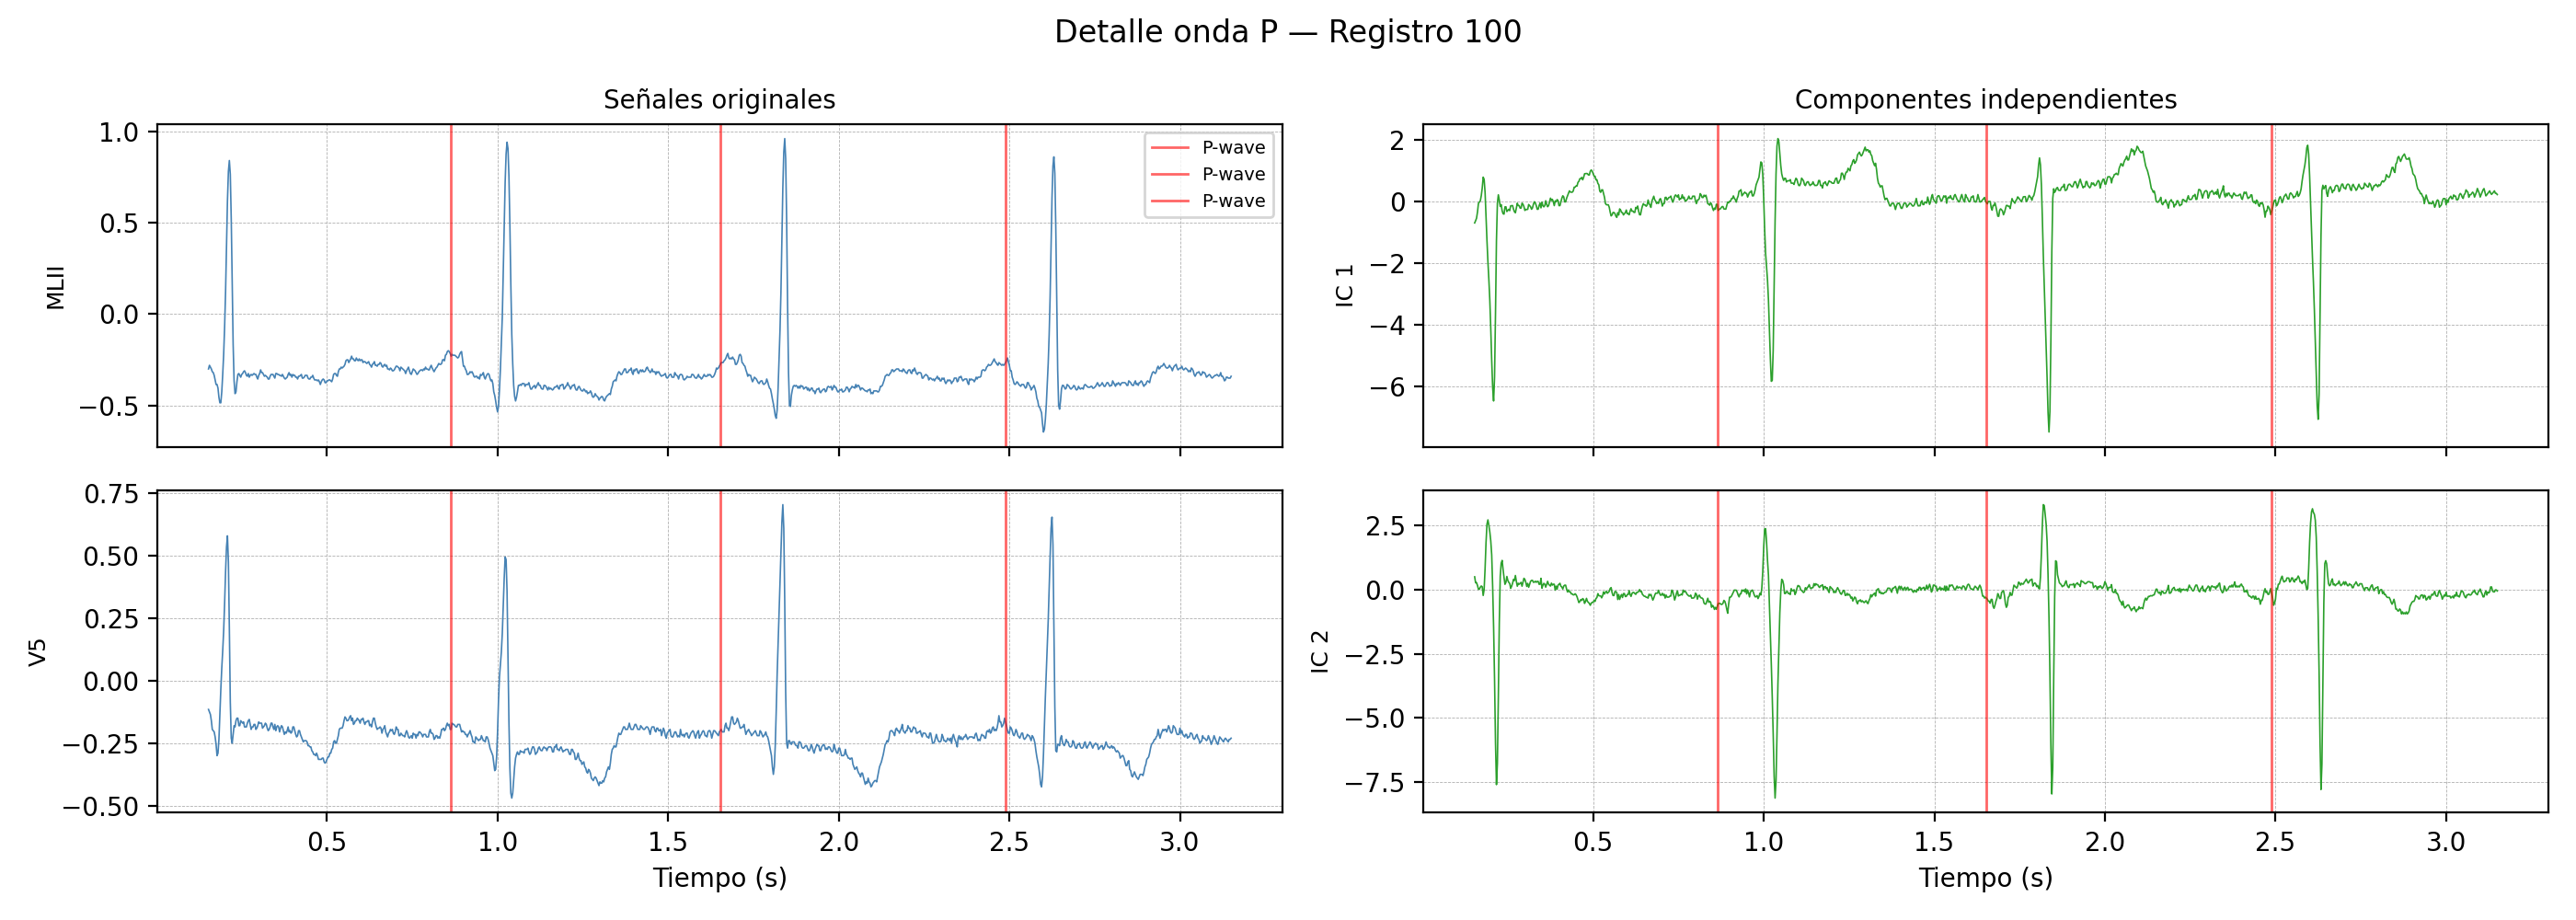 Detalle onda P — Registro 100
Señales originales
MLII
1.0
0.5
0.0
−0.5
P-wave
P-wave
P-wave
Componentes independientes
IC 1
2
0
−2
−4
−6
V5
0.75
0.50
0.25
0.00
−0.25
−0.50
0.5
1.0
1.5
2.0
2.5
3.0
Tiempo (s)
IC 2
2.5
0.0
−2.5
−5.0
−7.5
0.5
1.0
1.5
2.0
2.5
3.0
Tiempo (s)